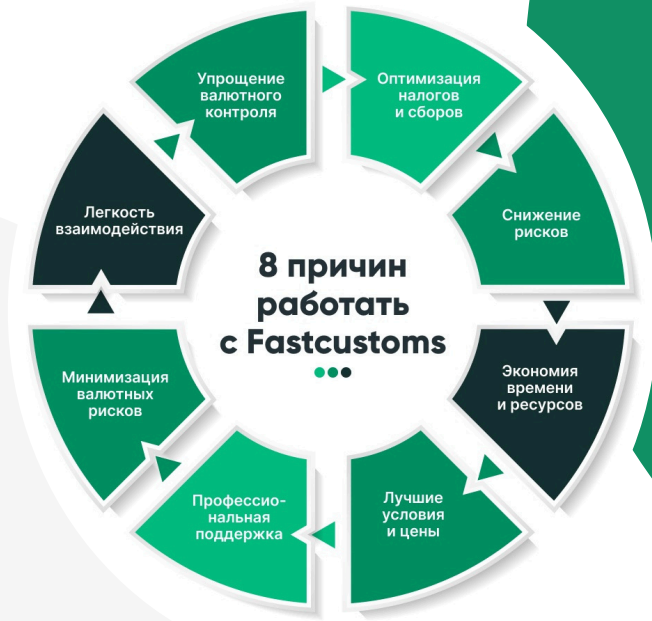 8 причин
работать
с Fastcustoms
Оптимизация
налогов
и сборов
Снижение
рисков
Экономия
времени
и ресурсов
Лучшие
условия
и цены
Профессио-
нальная
поддержка
Минимизация
валютных
рисков
Легкость
взаимодействия
Упрощение
валютного
контроля